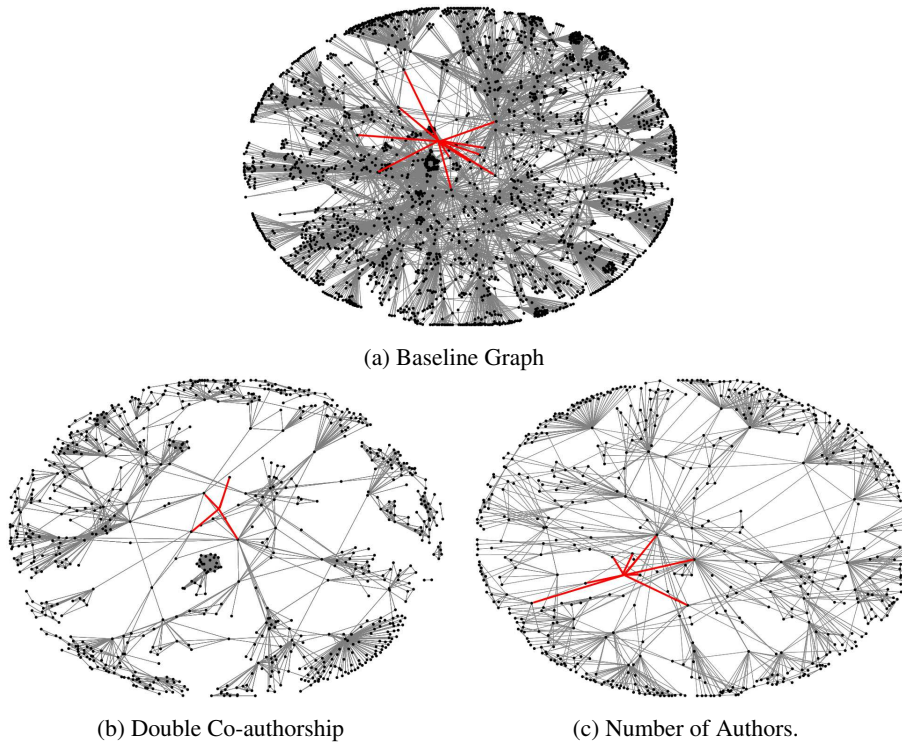 (a) Baseline Graph
(b) Double Co-authorship
(c) Number of Authors.